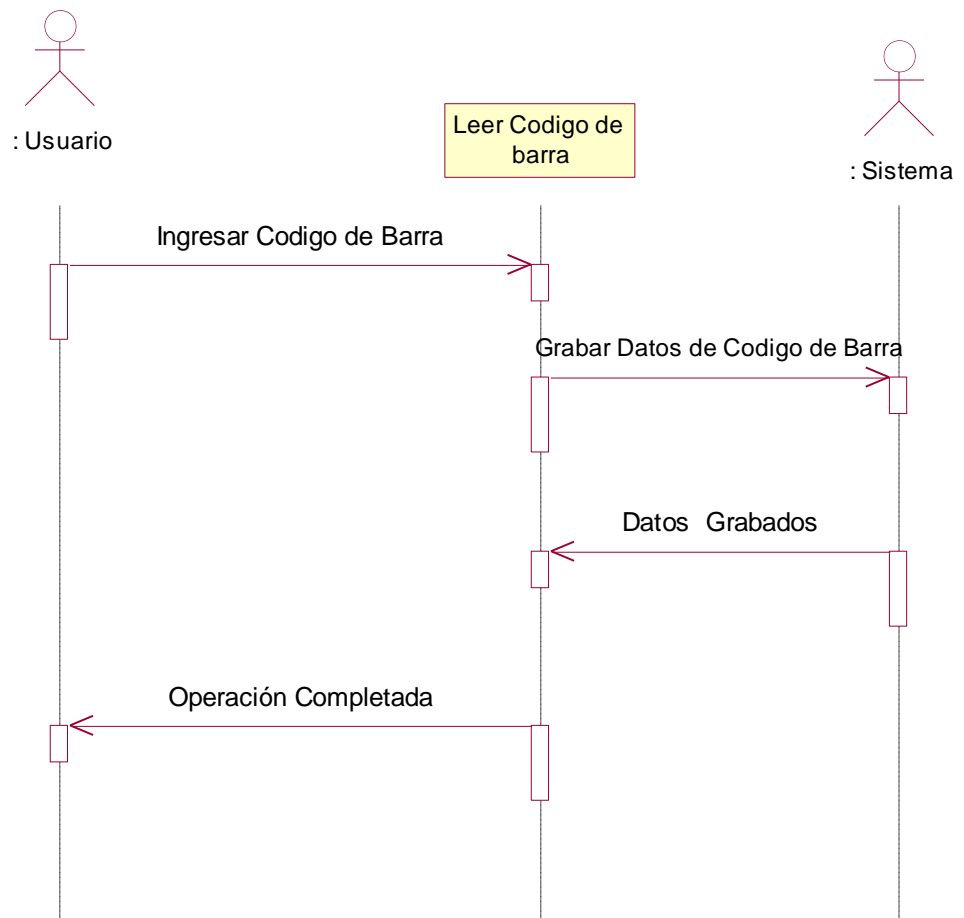 : Usuario
Leer Codigo de
barra
: Sistema
Ingresar Codigo de Barra
Grabar Datos de Codigo de Barra
Datos Grabados
Operación Completada